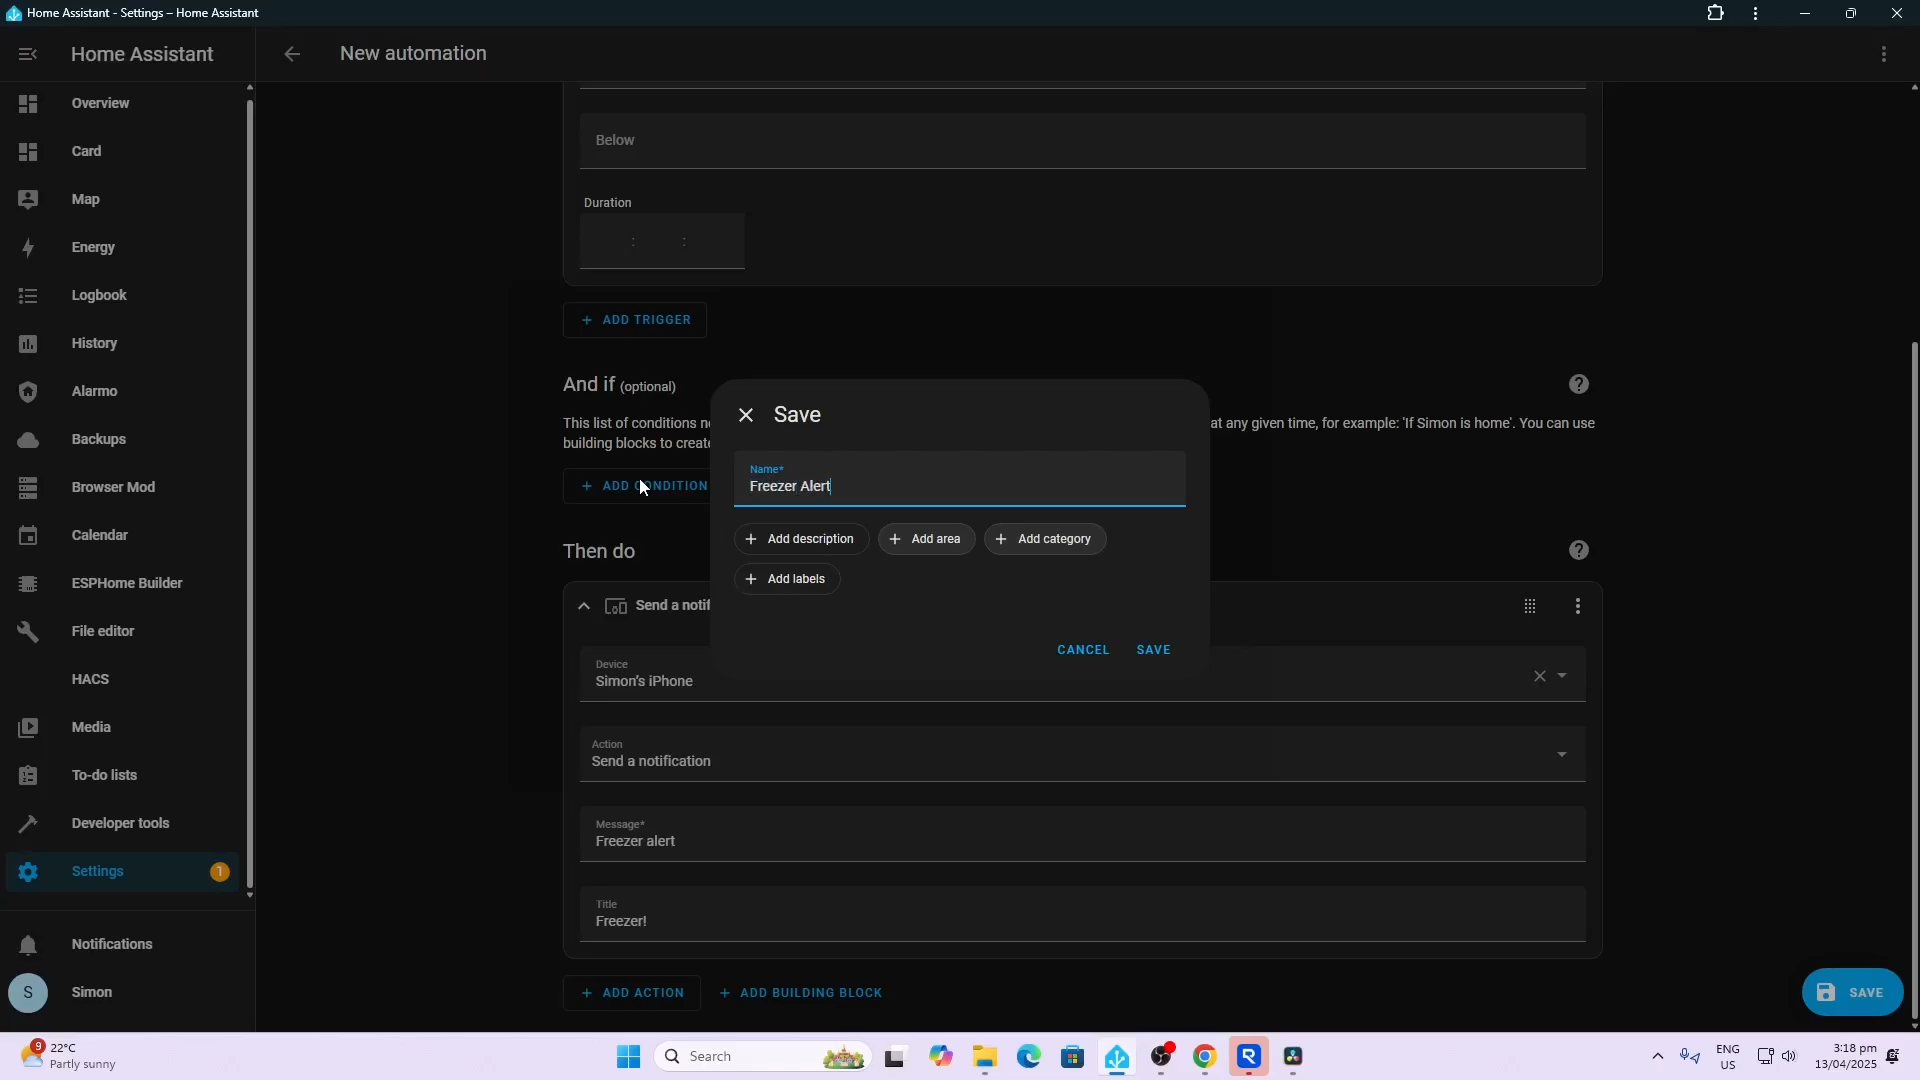 Home Assistant - Settings – Home Assistant
Home Assistant
New automation
Overview
Card
Map
Energy
Logbook
History
Alarmo
Backups
Browser Mod
Calendar
ESPHome Builder
File editor
HACS
Media
To-do lists
Developer tools
Settings
1
Notifications
S
Simon
Below
Duration
:
:
ADD TRIGGER
And if (optional)
This list of conditions
at any given time, for example: 'If Simon is home'. You can use
building blocks to create
ADD CONDITION
Then do
Send a notif
Device
Simon's iPhone
Action
Send a notification
Message*
Freezer alert
Title
Freezer!
ADD ACTION
ADD BUILDING BLOCK
SAVE
Save
Name*
Freezer Alert
Add description
Add area
Add category
Add labels
CANCEL
SAVE
9
22°C
Partly sunny
Search
ENG
US
3:18 pm
13/04/2025